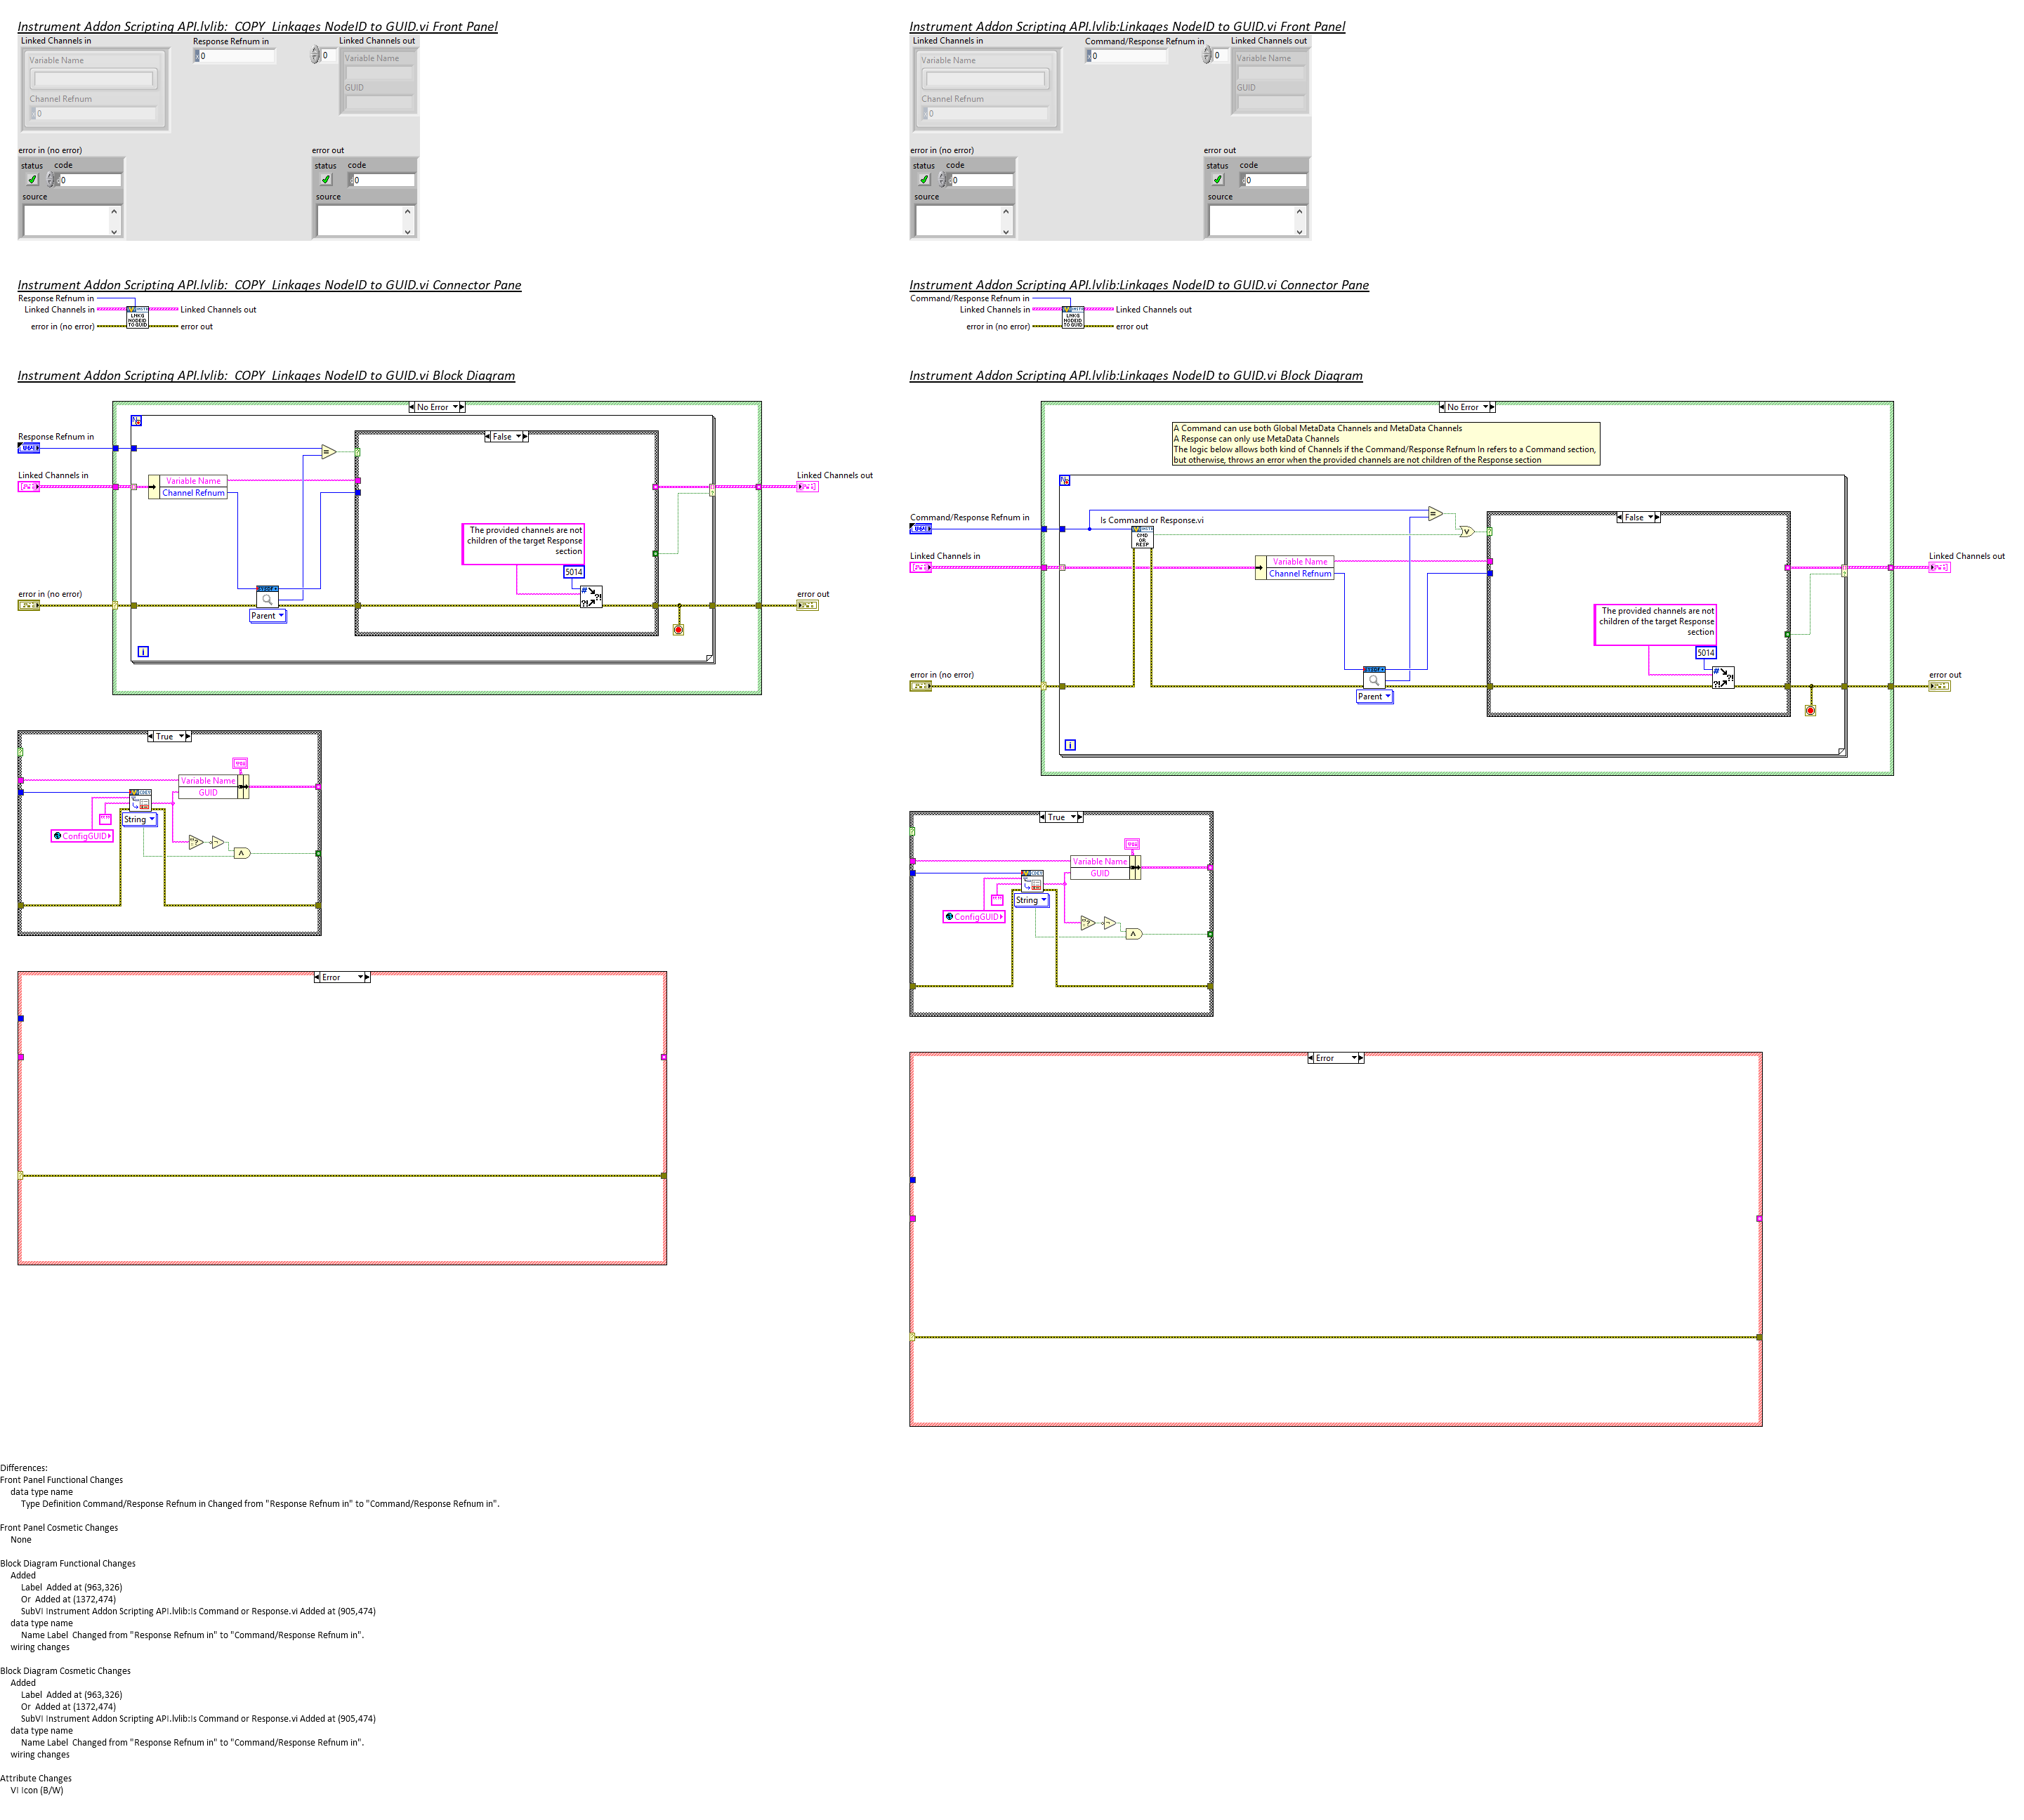 Instrument Addon Scripting API.lvlib:_COPY_Linkages NodeID to GUID.vi Front Panel
Linked Channels in
Response Refnum in
Linked Channels out
Variable Name
0
0
Variable Name
Channel Refnum
GUID
0
error in (no error)
error out
status
code
status
code
0
0
source
source
Instrument Addon Scripting API.lvlib:_COPY_Linkages NodeID to GUID.vi Connector Pane
Response Refnum in
Linked Channels in
Linked Channels out
LNKG
NODEID
TO GUID
error in (no error)
error out
Instrument Addon Scripting API.lvlib:_COPY_Linkages NodeID to GUID.vi Block Diagram
No Error
N
False
Response Refnum in
Linked Channels in
Variable Name
Channel Refnum
Linked Channels out
The provided channels are not
children of the target Response
section
5014
error in (no error)
Parent
error out
i
True
Variable Name
GUID
String
ConfigGUID
Error
Instrument Addon Scripting API.lvlib:Linkages NodeID to GUID.vi Front Panel
Linked Channels in
Command/Response Refnum in
Linked Channels out
Variable Name
0
0
Variable Name
Channel Refnum
GUID
0
error in (no error)
error out
status
code
status
code
0
0
source
source
Instrument Addon Scripting API.lvlib:Linkages NodeID to GUID.vi Connector Pane
Command/Response Refnum in
Linked Channels in
Linked Channels out
LNKG
NODEID
TO GUID
error in (no error)
error out
Instrument Addon Scripting API.lvlib:Linkages NodeID to GUID.vi Block Diagram
No Error
A Command can use both Global MetaData Channels and MetaData Channels
A Response can only use MetaData Channels
The logic below allows both kind of Channels if the Command/Response Refnum In refers to a Command section,
but otherwise, throws an error when the provided channels are not children of the Response section
N
Command/Response Refnum in
Is Command or Response.vi
CMD
OR
RESP
False
Linked Channels in
Variable Name
Channel Refnum
Linked Channels out
The provided channels are not
children of the target Response
section
5014
error in (no error)
Parent
error out
i
True
Variable Name
GUID
String
ConfigGUID
Error
Differences:
Front Panel Functional Changes
data type name
Type Definition Command/Response Refnum in Changed from "Response Refnum in" to "Command/Response Refnum in".
Front Panel Cosmetic Changes
None
Block Diagram Functional Changes
Added
Label  Added at (963,326)
Or  Added at (1372,474)
SubVI Instrument Addon Scripting API.lvlib:Is Command or Response.vi Added at (905,474)
data type name
Name Label  Changed from "Response Refnum in" to "Command/Response Refnum in".
wiring changes
Block Diagram Cosmetic Changes
Added
Label  Added at (963,326)
Or  Added at (1372,474)
SubVI Instrument Addon Scripting API.lvlib:Is Command or Response.vi Added at (905,474)
data type name
Name Label  Changed from "Response Refnum in" to "Command/Response Refnum in".
wiring changes
Attribute Changes
VI Icon (B/W)